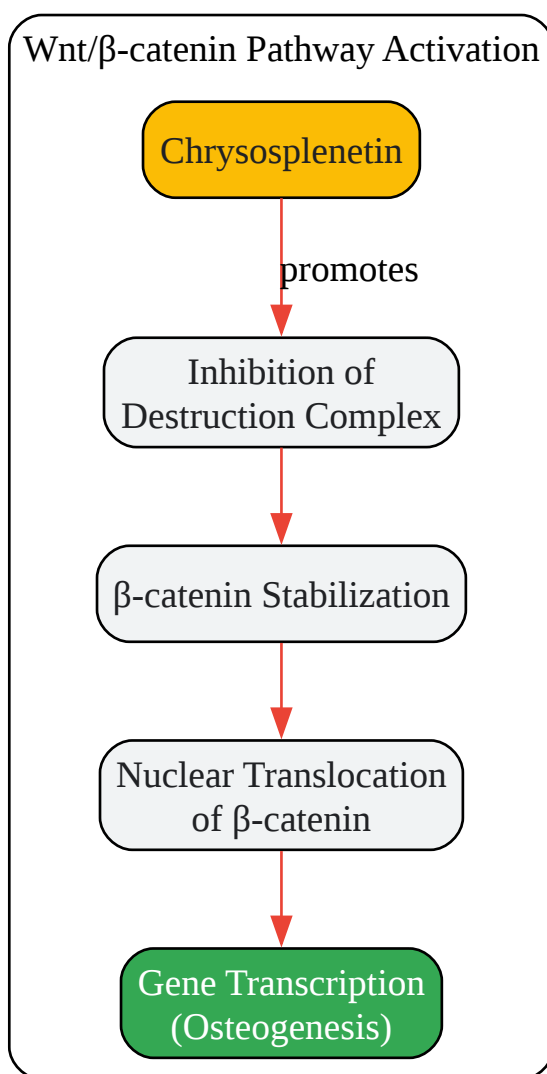 Wnt/β-catenin Pathway Activation
Chrysosplenetin
promotes
Inhibition of
Destruction Complex
β-catenin Stabilization
Nuclear Translocation
of β-catenin
Gene Transcription
(Osteogenesis)